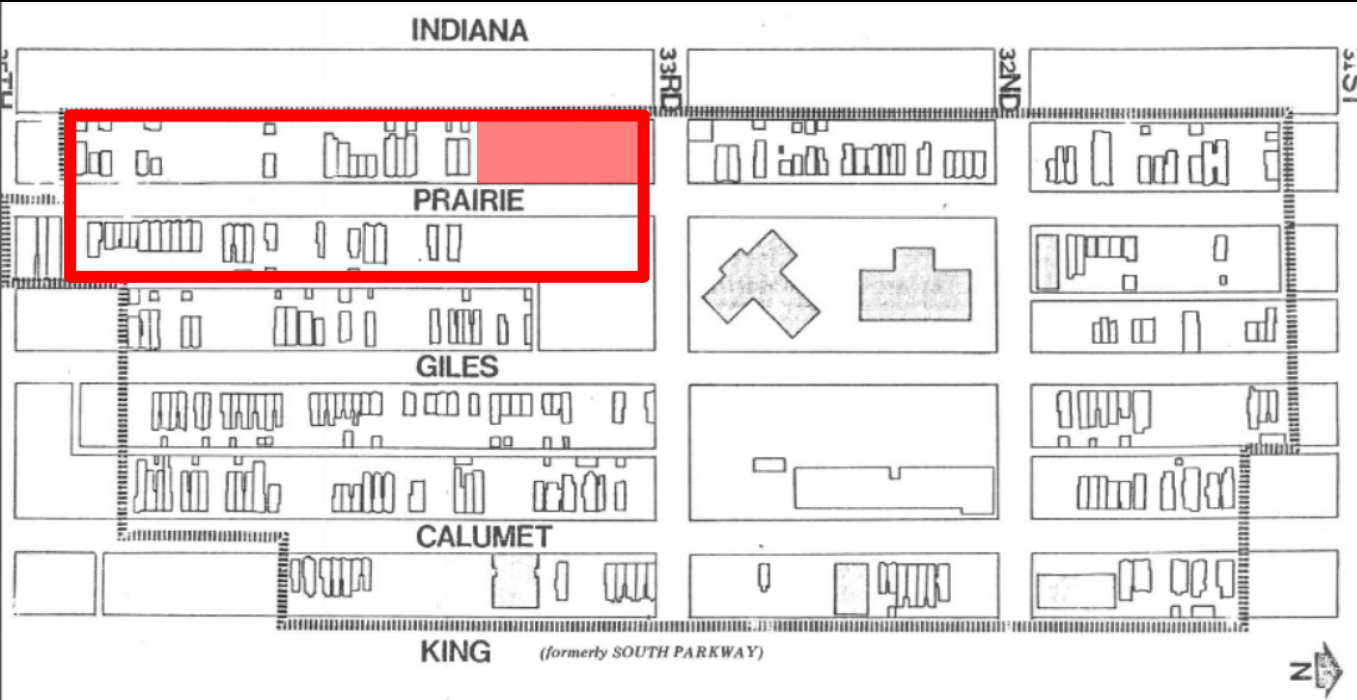 INDIANA
33RD
32ND
PRAIRIE
GILES
CALUMET
KING (formerly SOUTH PARKWAY)
N